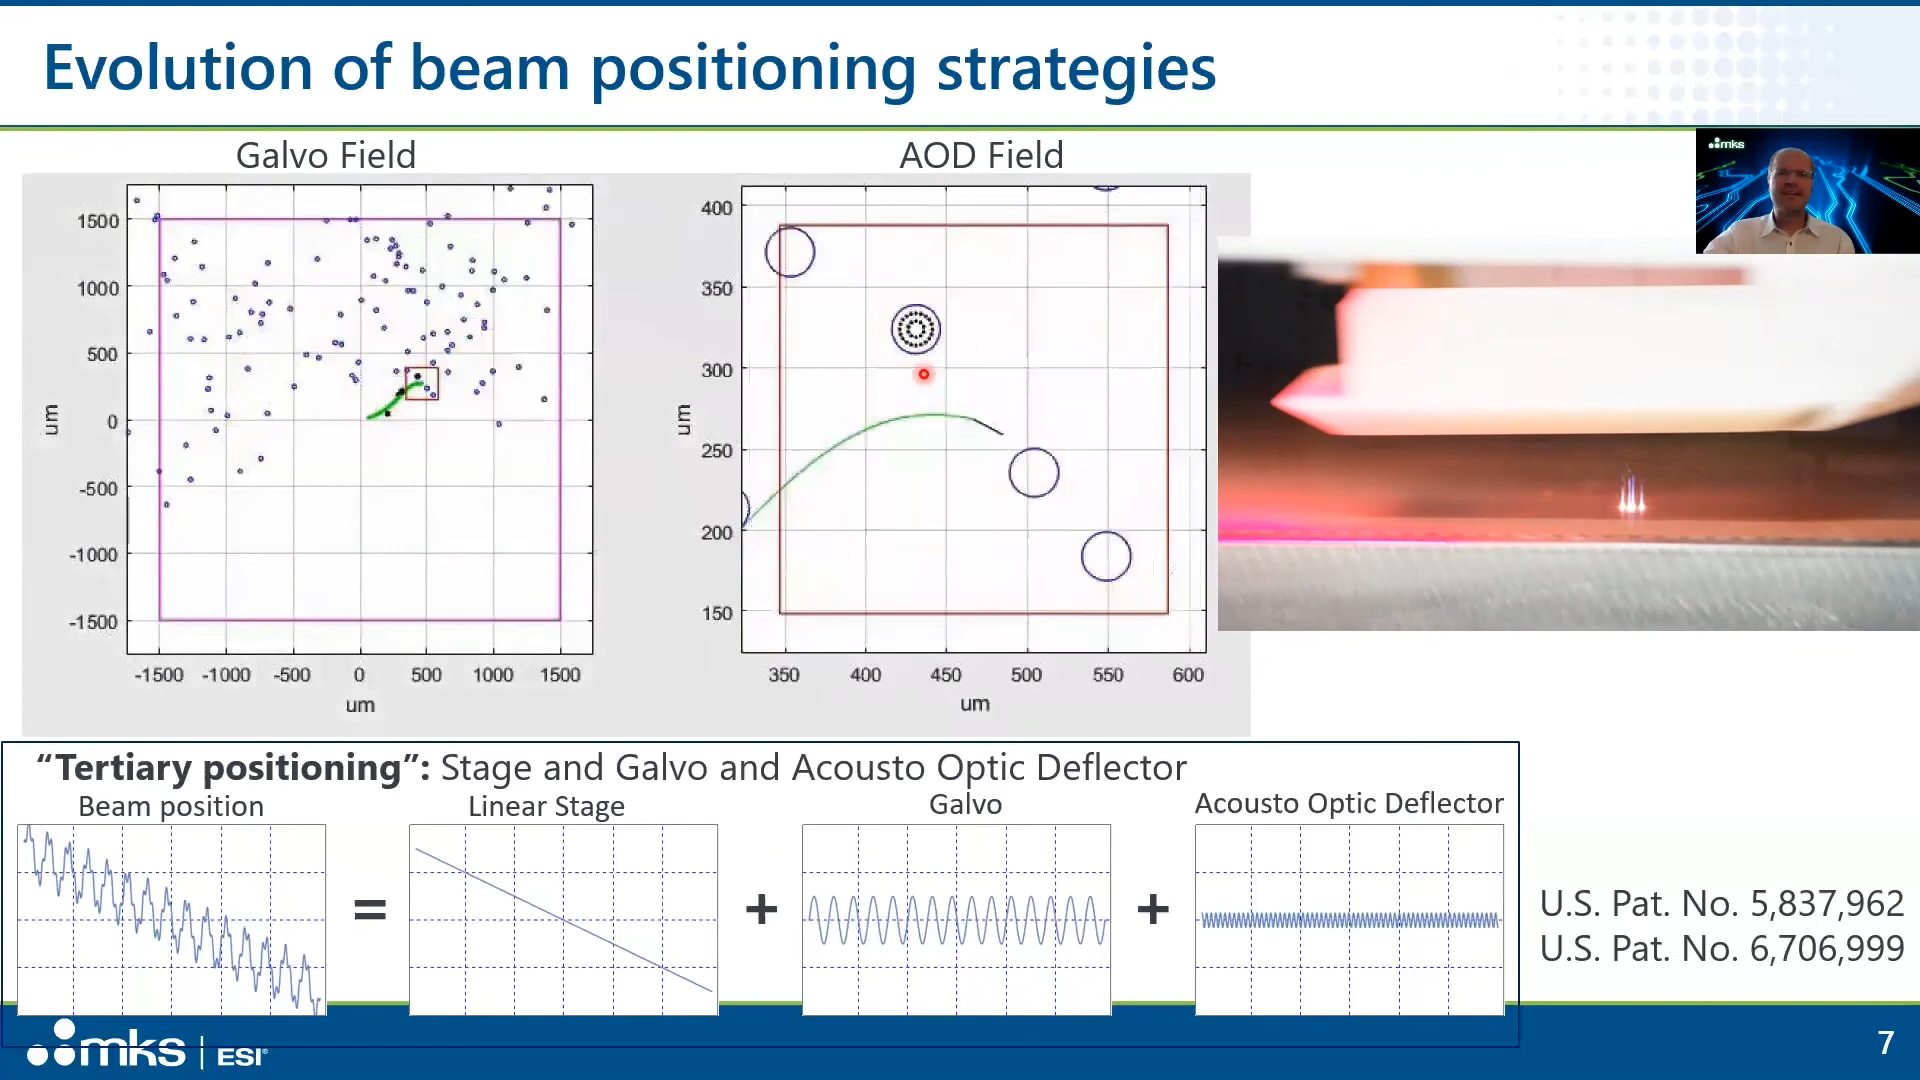 Evolution of beam positioning strategies
mks
Galvo Field
1500
1000
500
0
-500
-1000
-1500
um
-1500 -1000 -500 0 500 1000 1500
um
AOD Field
400
350
300
250
200
150
um
350 400 450 500 550 600
um
“Tertiary positioning”: Stage and Galvo and Acousto Optic Deflector
Beam position
=
Linear Stage
+
Galvo
+
Acousto Optic Deflector
U.S. Pat. No. 5,837,962
U.S. Pat. No. 6,706,999
mks | ESI®
7